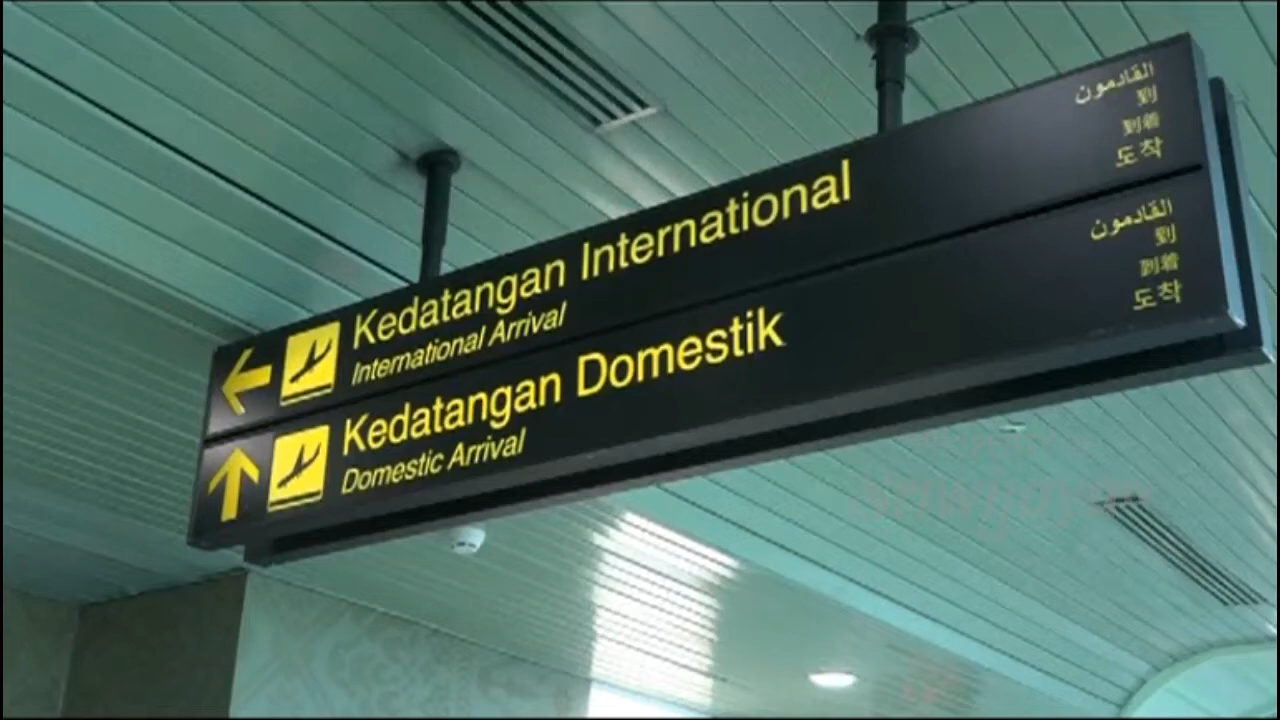 Kedatangan International
International Arrival
القادمون
到
到着
도착
Kedatangan Domestik
Domestic Arrival
القادمون
到
到着
도착